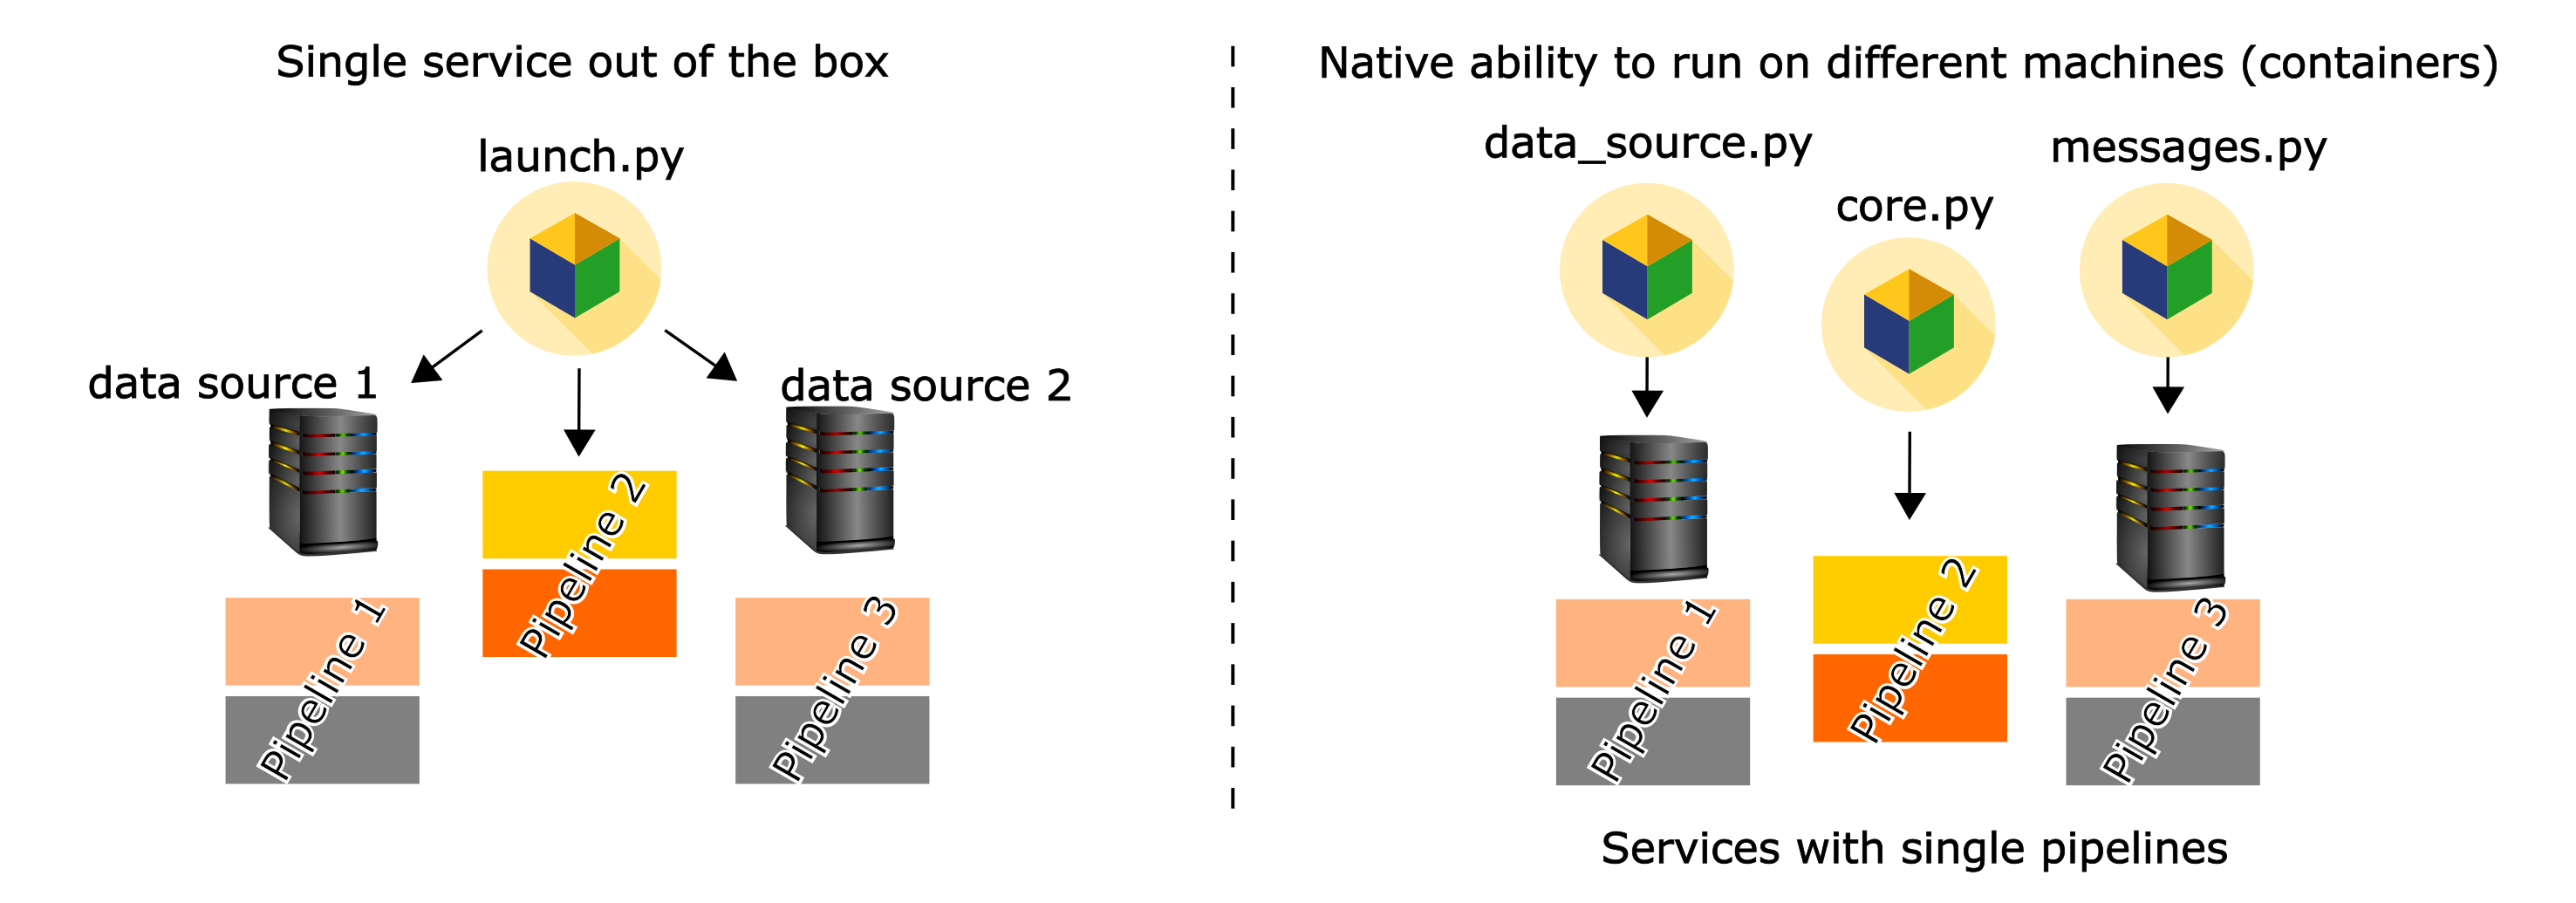 Single service out of the box
launch.py
data source 1
data source 2
Pipeline 1
Pipeline 2
Pipeline 3
Native ability to run on different machines (containers)
data_source.py
core.py
messages.py
Pipeline 1
Pipeline 2
Pipeline 3
Services with single pipelines